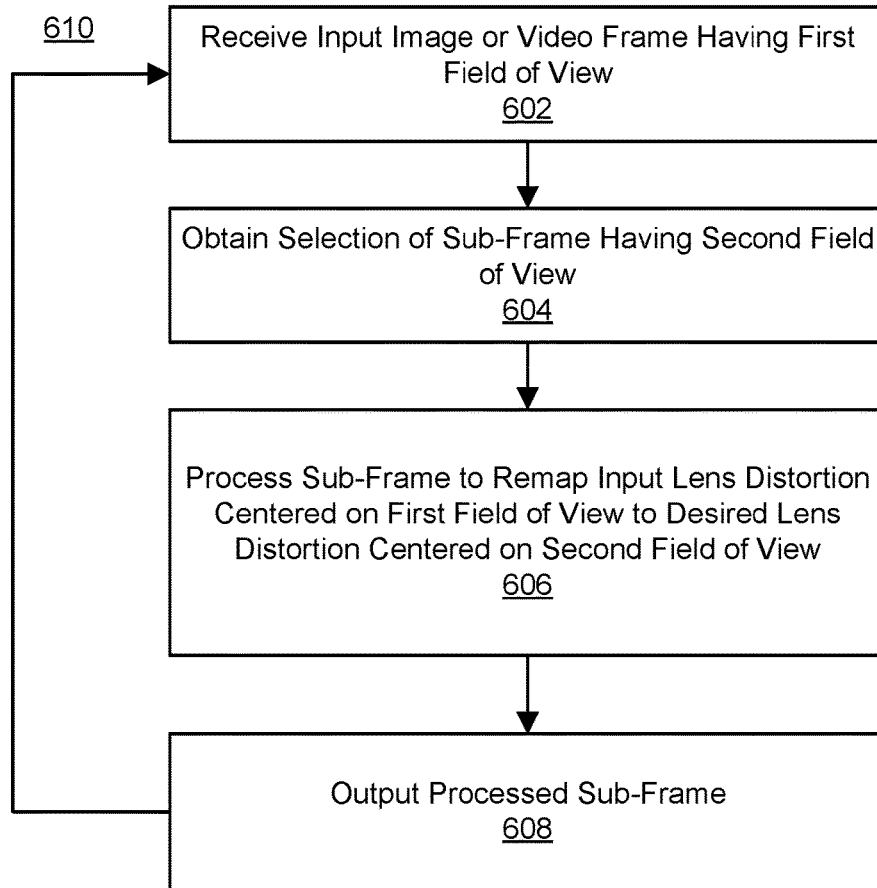 610
Receive Input Image or Video Frame Having First
Field of View
602
Obtain Selection of Sub-Frame Having Second Field
of View
604
Process Sub-Frame to Remap Input Lens Distortion
Centered on First Field of View to Desired Lens
Distortion Centered on Second Field of View
606
Output Processed Sub-Frame
608